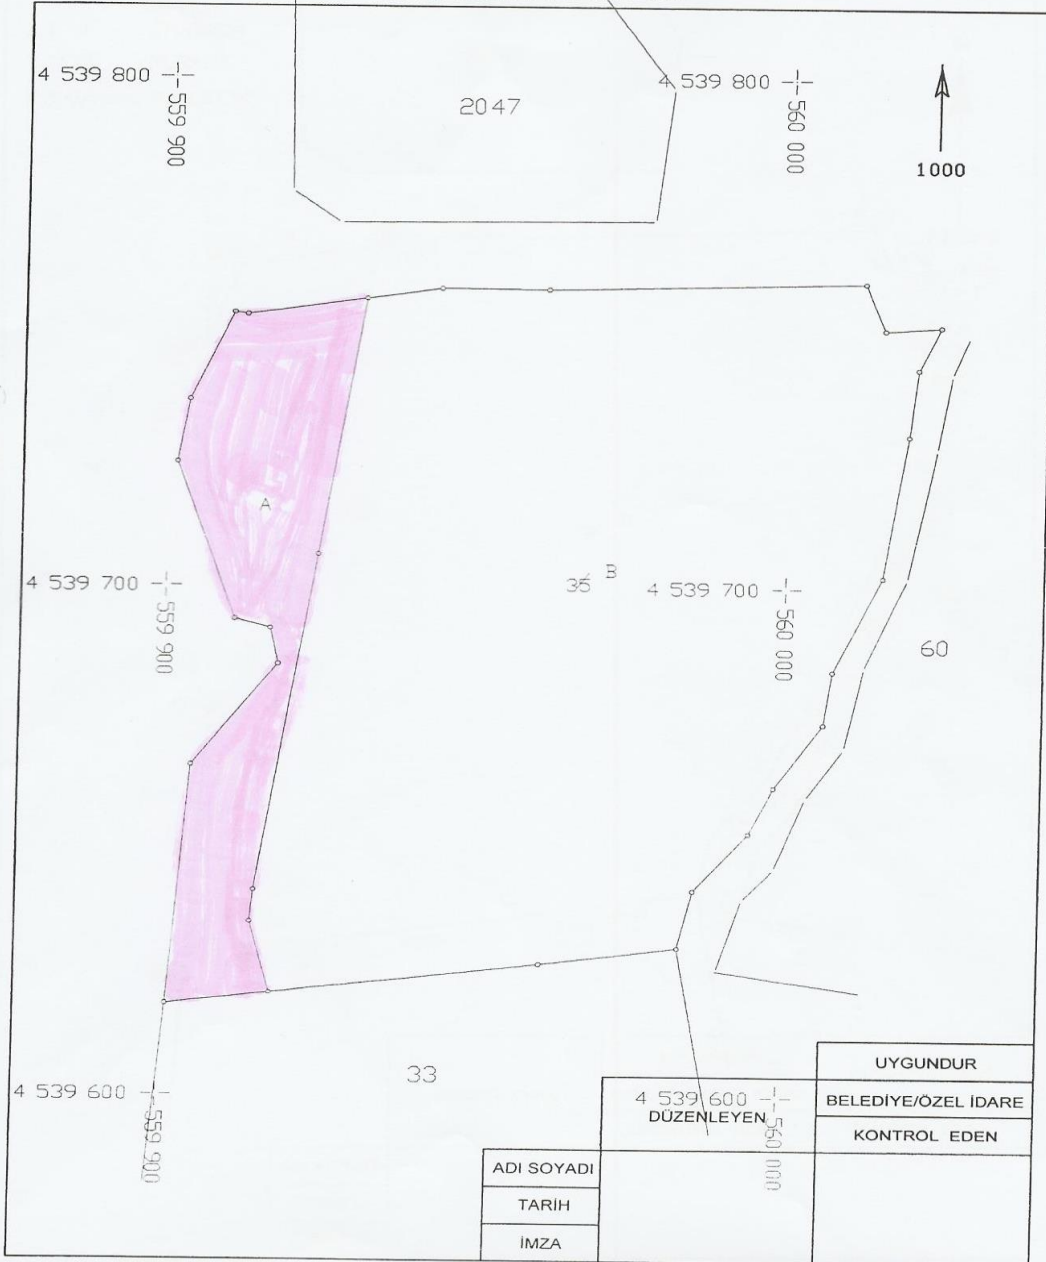 4 539 800
559 900
2047
4 539 800
560 000
1000
A
4 539 700
559 900
36
B
4 539 700
560 000
60
33
4 539 600
559 900
4 539 600
560 000
UYGUNDUR
DÜZENLEYEN
BELEDİYE/ÖZEL İDARE
KONTROL EDEN
ADI SOYADI
TARİH
İMZA